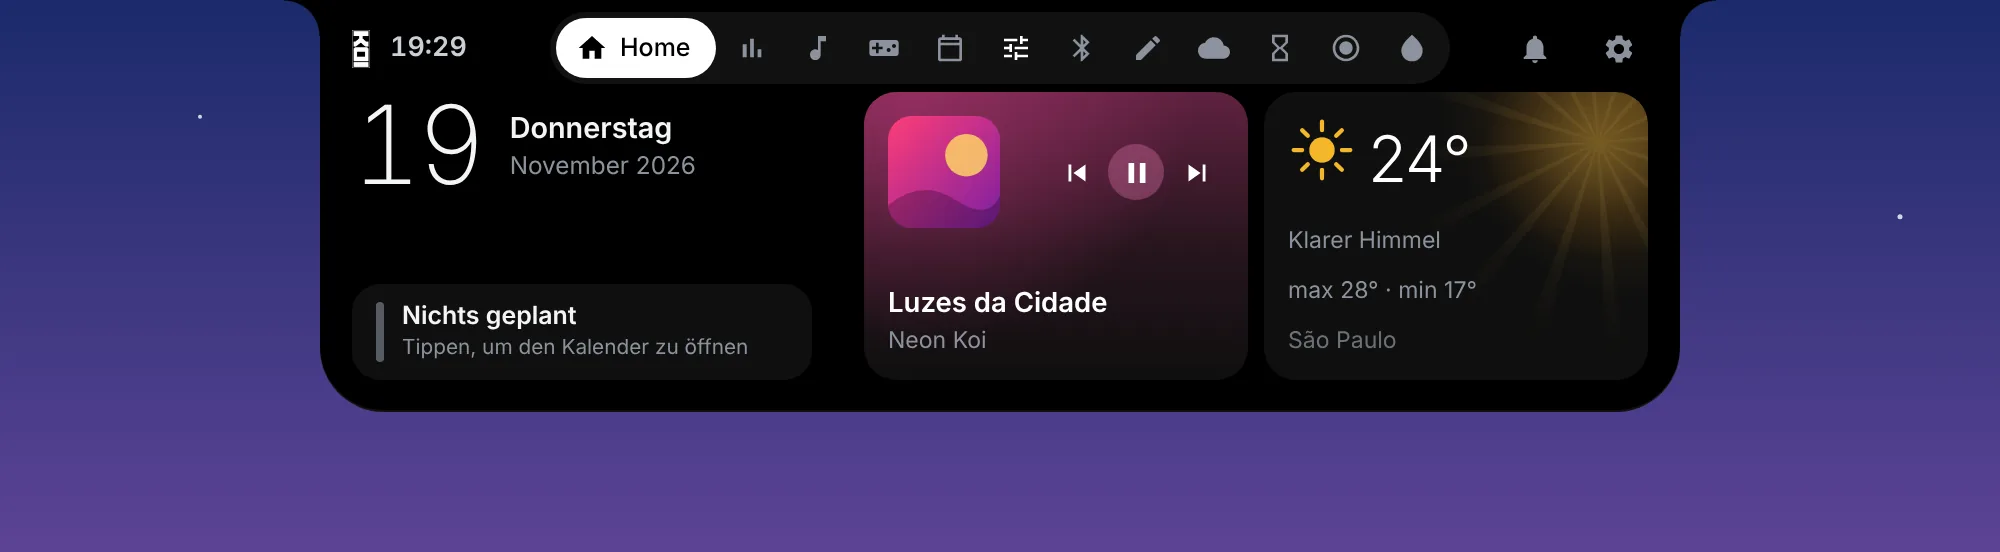 19:29
Home
19
Donnerstag
November 2026
Nichts geplant
Tippen, um den Kalender zu öffnen
Luzes da Cidade
Neon Koi
24°
Klarer Himmel
max 28° · min 17°
São Paulo